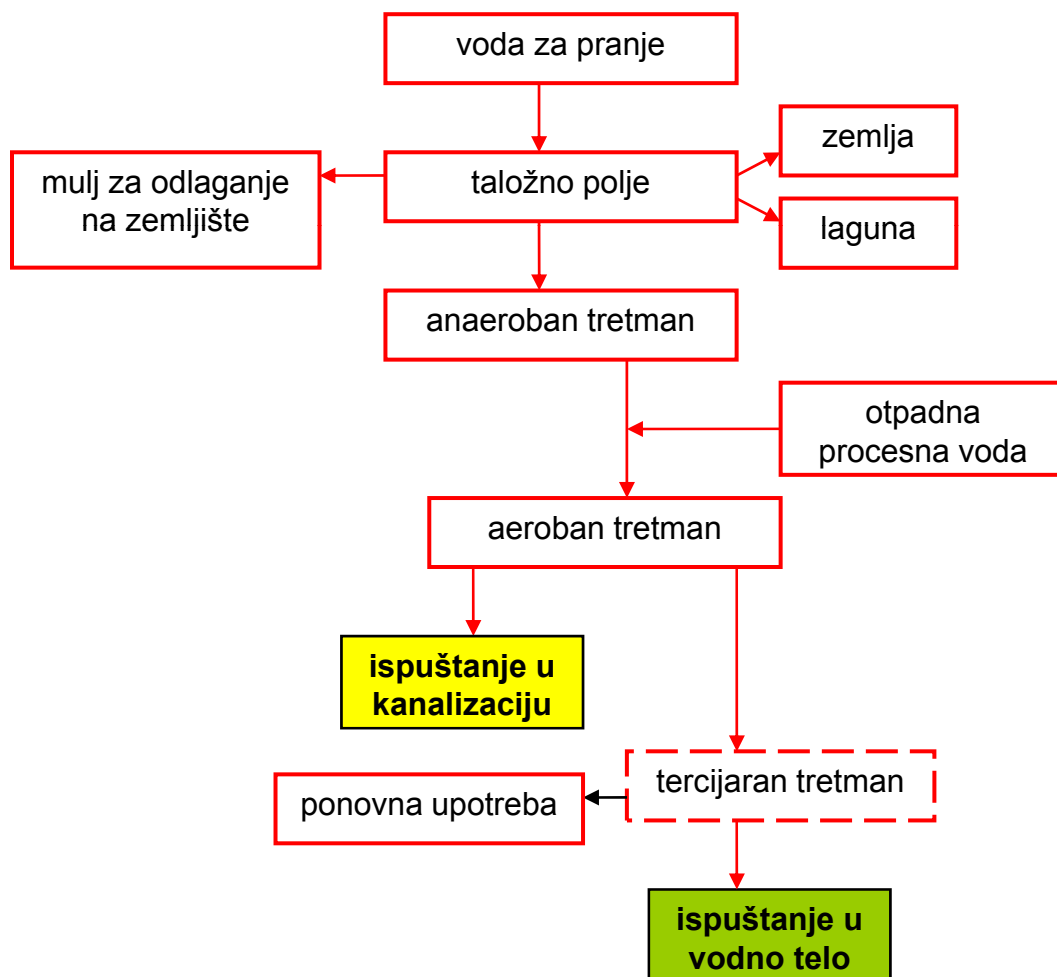 voda za pranje
zemlja
mulj za odlaganje
na zemljište
taložno polje
laguna
anaeroban tretman
otpadna
procesna voda
aeroban tretman
ispuštanje u
kanalizaciju
tercijaran tretman
ponovna upotreba
ispuštanje u
vodno telo